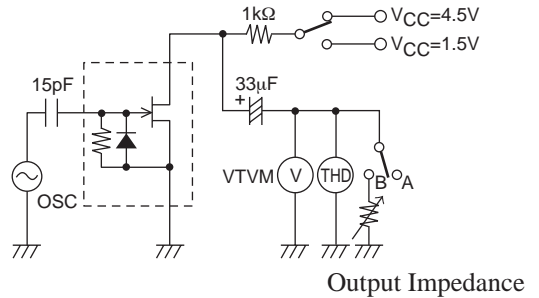 1kΩ
VCC=4.5V
VCC=1.5V
15pF
33μF
+
VTVM
V
THD
B
A
OSC
Output Impedance